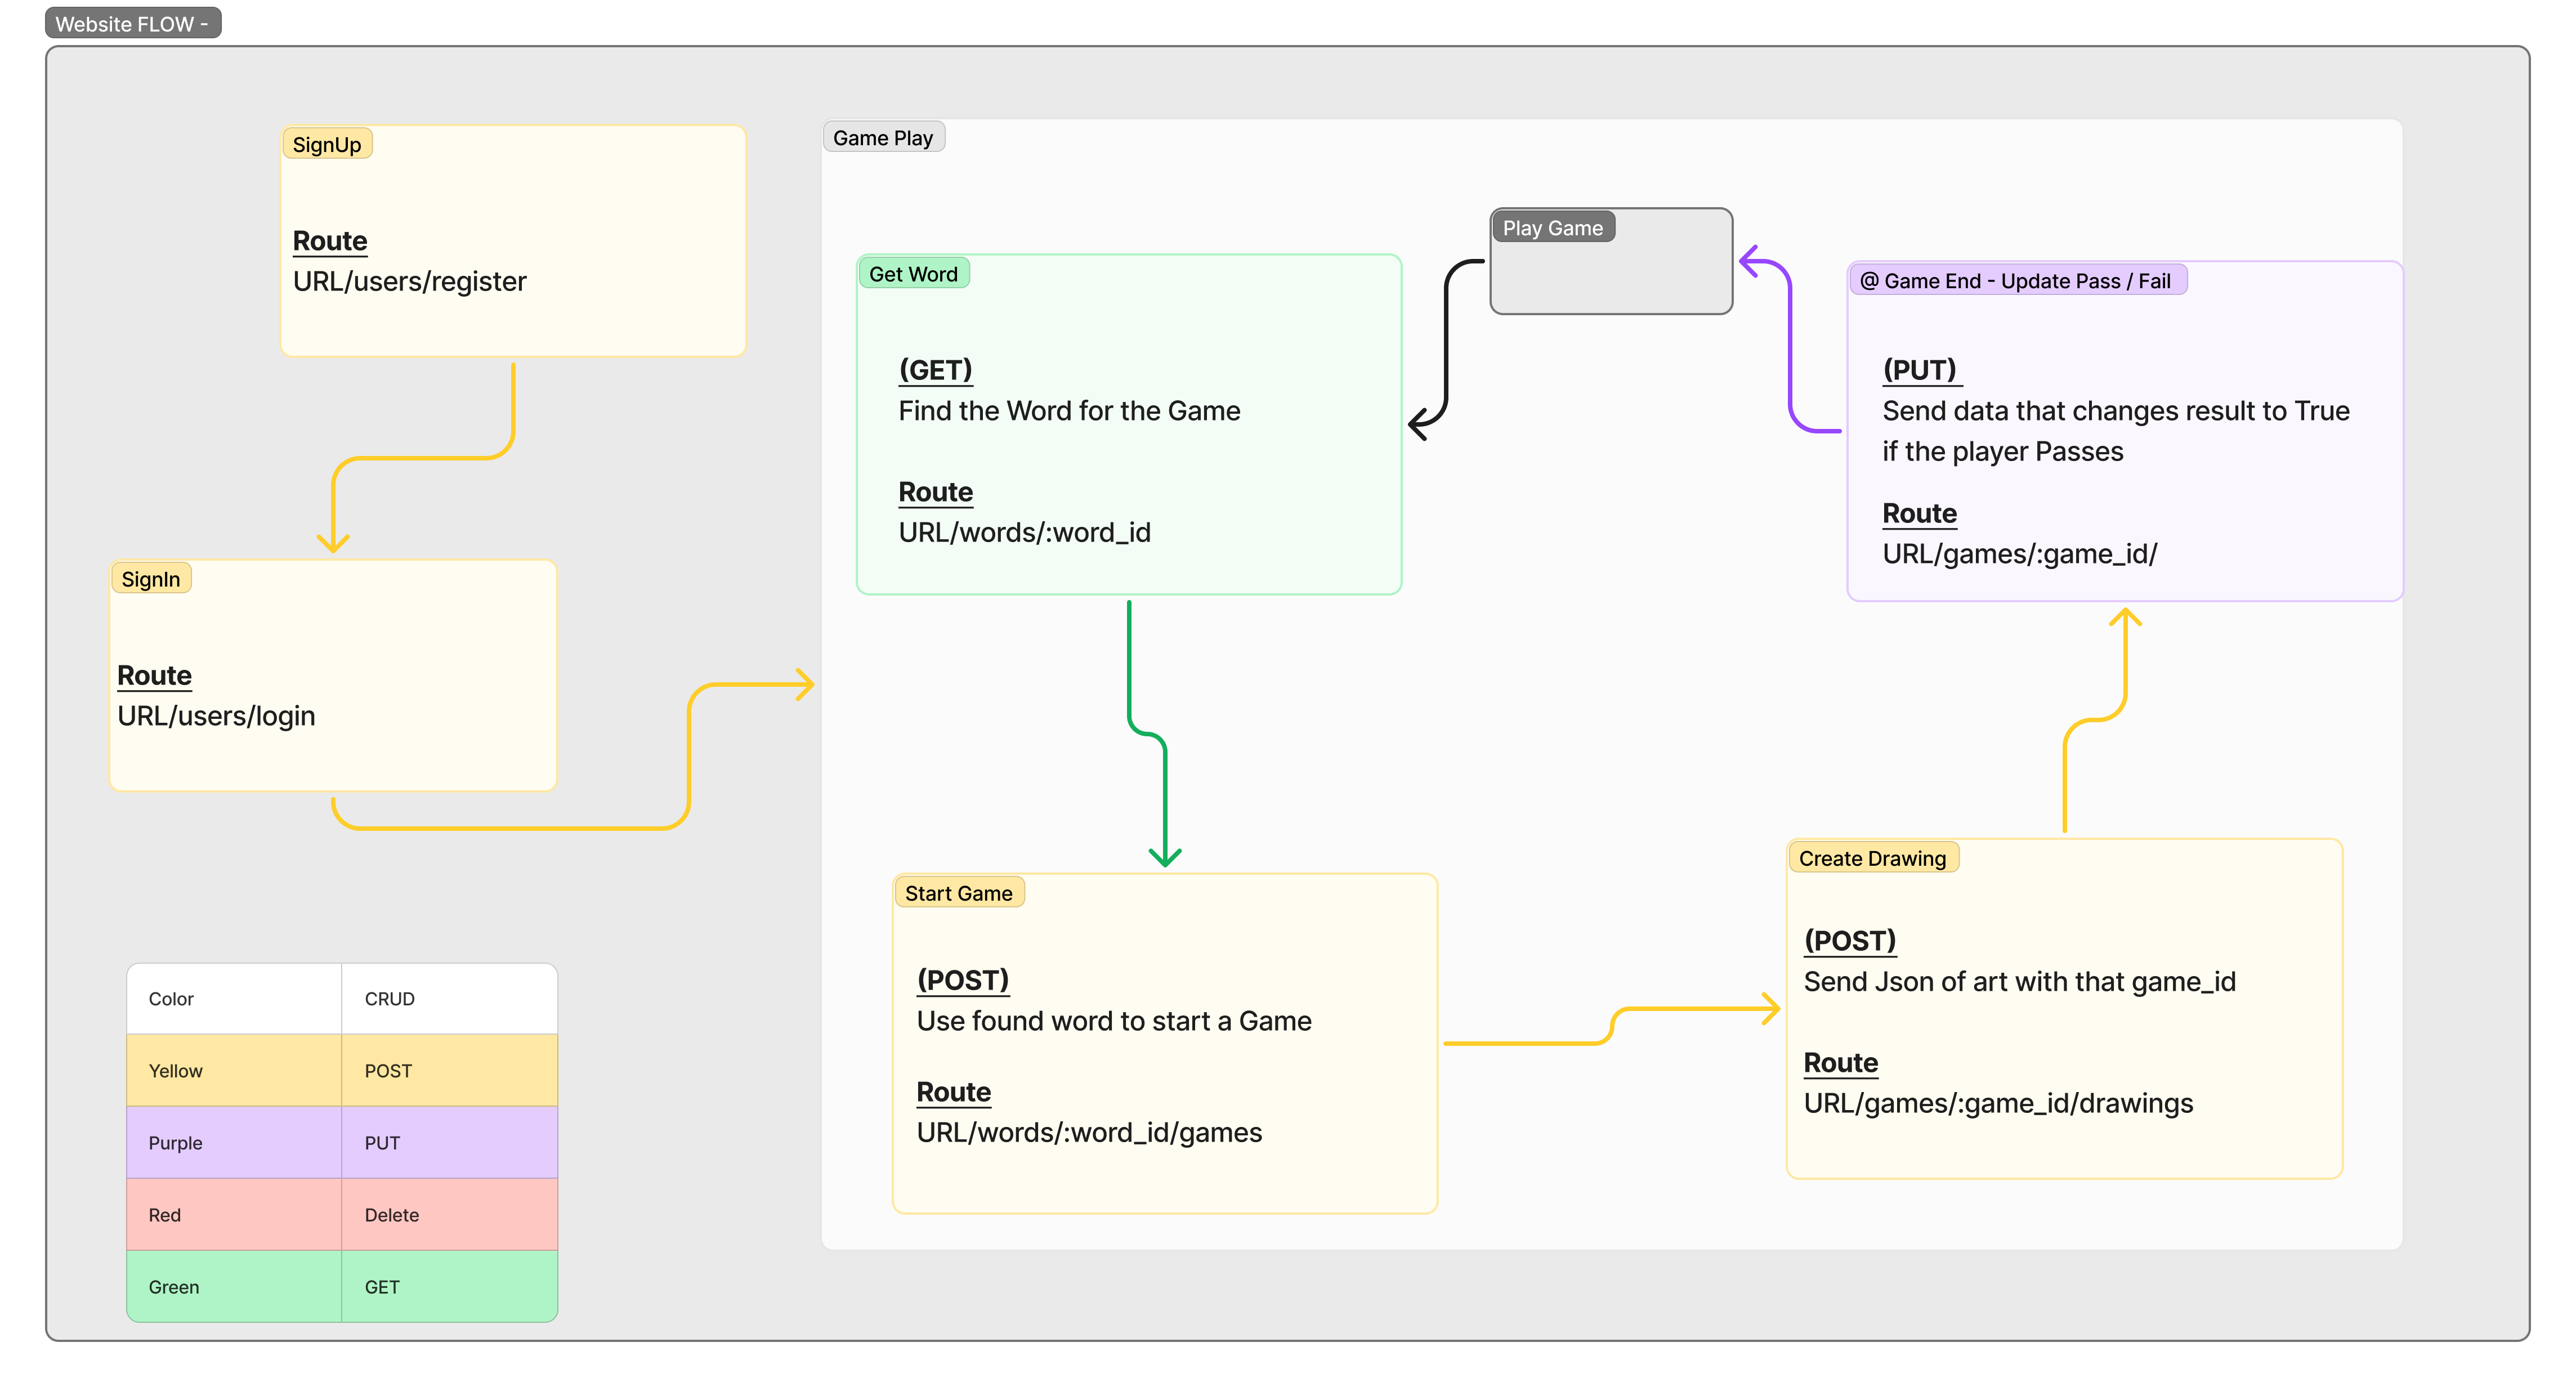 Website FLOW -
SignUp
Route
URL/users/register
SignIn
Route
URL/users/login
Color CRUD
Yellow POST
Purple PUT
Red Delete
Green GET
Game Play
Play Game
Get Word
(GET)
Find the Word for the Game
Route
URL/words/:word_id
@ Game End - Update Pass / Fail
(PUT)
Send data that changes result to True
if the player Passes
Route
URL/games/:game_id/
Start Game
(POST)
Use found word to start a Game
Route
URL/words/:word_id/games
Create Drawing
(POST)
Send Json of art with that game_id
Route
URL/games/:game_id/drawings